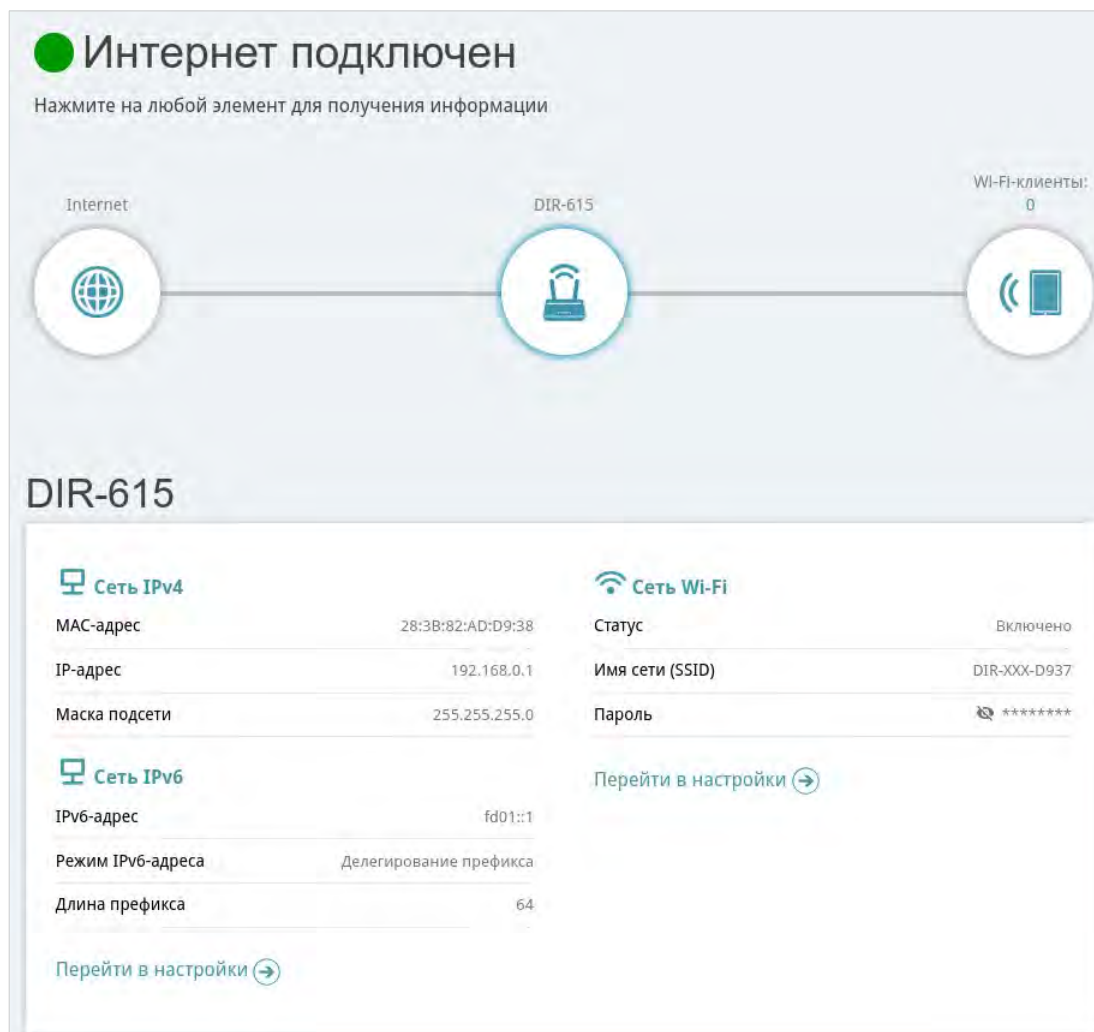 Интернет подключен
Нажмите на любой элемент для получения информации
Internet
DIR-615
Wi-Fi-клиенты:
0
DIR-615
Сеть IPv4
MAC-адрес 28:3B:82:AD:D9:38
IP-адрес 192.168.0.1
Маска подсети 255.255.255.0
Сеть IPv6
IPv6-адрес fd01::1
Режим IPv6-адреса Делегирование префикса
Длина префикса 64
Перейти в настройки
Сеть Wi-Fi
Статус Включено
Имя сети (SSID) DIR-XXX-D937
Пароль ********
Перейти в настройки